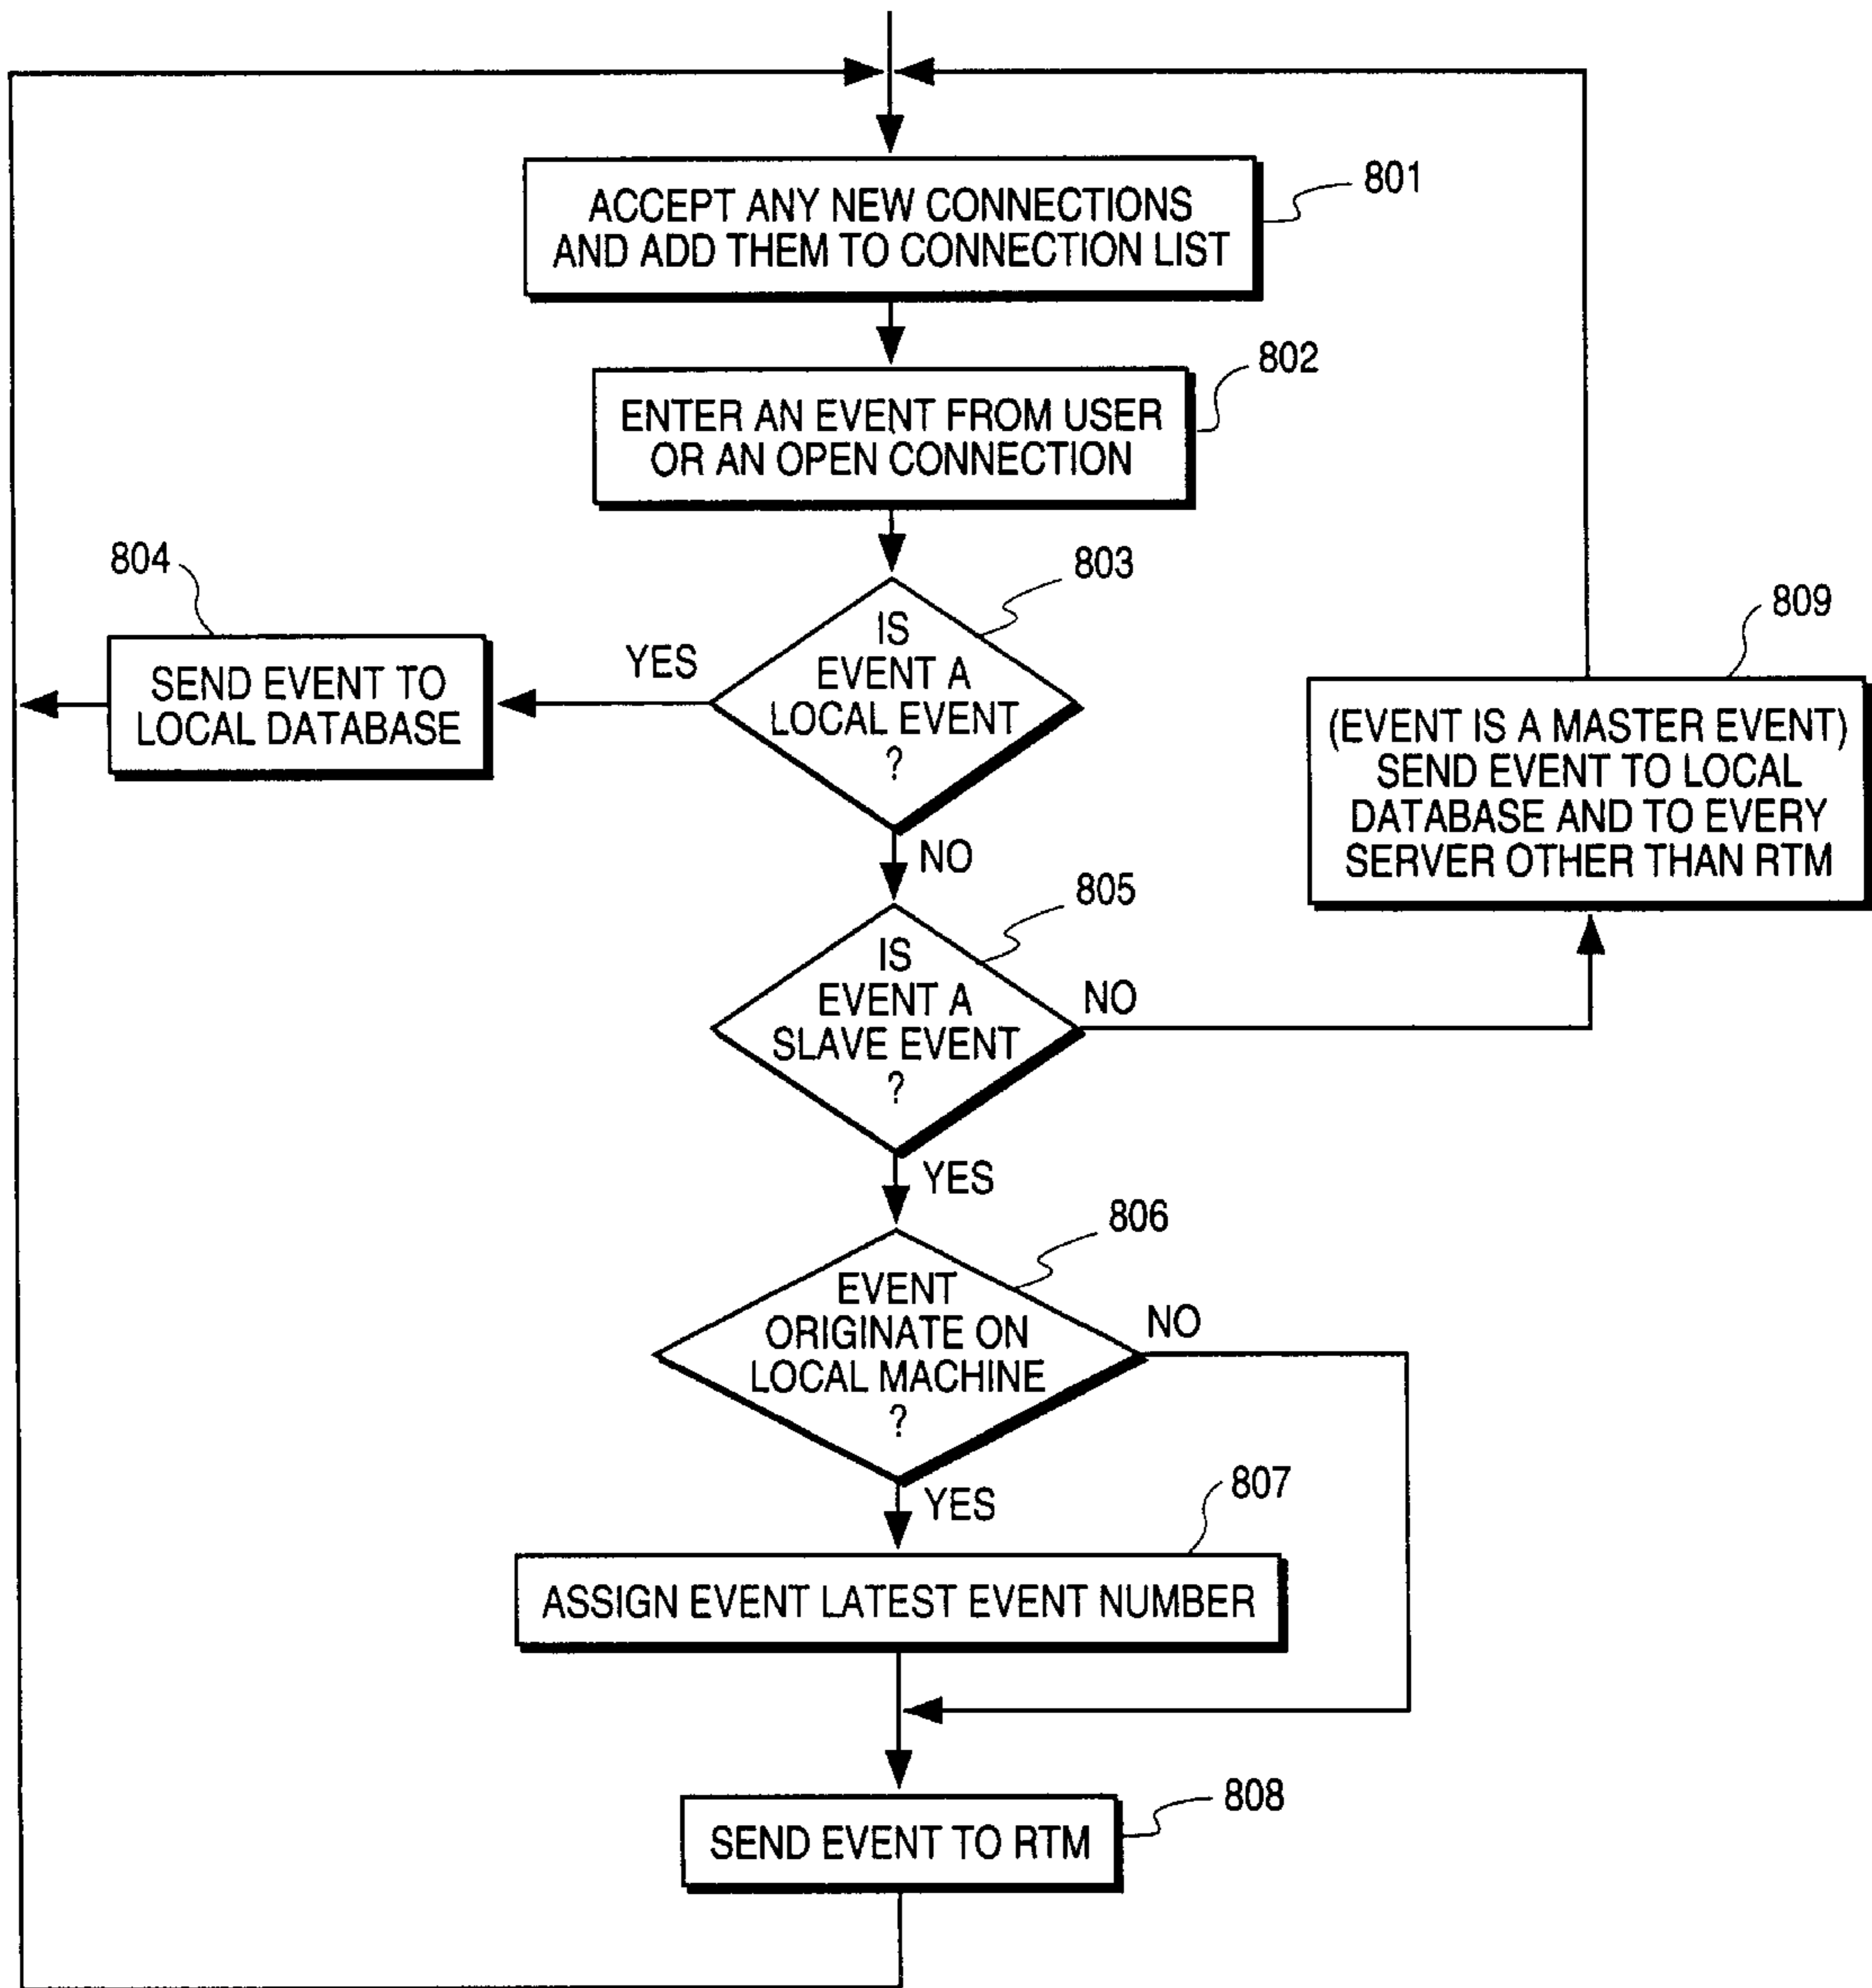 ACCEPT ANY NEW CONNECTIONS
AND ADD THEM TO CONNECTION LIST
801
ENTER AN EVENT FROM USER
OR AN OPEN CONNECTION
802
IS
EVENT A
LOCAL EVENT
?
803
YES
804
SEND EVENT TO
LOCAL DATABASE
NO
IS
EVENT A
SLAVE EVENT
?
805
NO
809
(EVENT IS A MASTER EVENT)
SEND EVENT TO LOCAL
DATABASE AND TO EVERY
SERVER OTHER THAN RTM
YES
EVENT
ORIGINATE ON
LOCAL MACHINE
?
806
NO
YES
807
ASSIGN EVENT LATEST EVENT NUMBER
808
SEND EVENT TO RTM